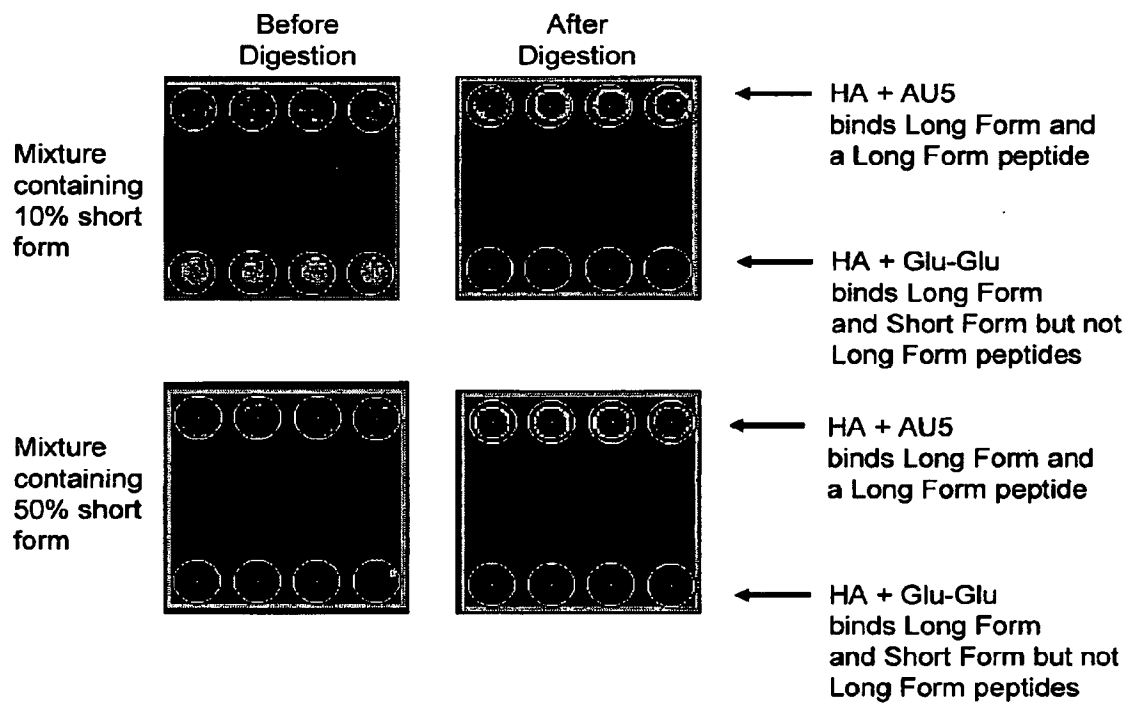 Before
Digestion
After
Digestion
Mixture
containing
10% short
form
HA + AU5
binds Long Form and
a Long Form peptide
HA + Glu-Glu
binds Long Form
and Short Form but not
Long Form peptides
Mixture
containing
50% short
form
HA + AU5
binds Long Form and
a Long Form peptide
HA + Glu-Glu
binds Long Form
and Short Form but not
Long Form peptides